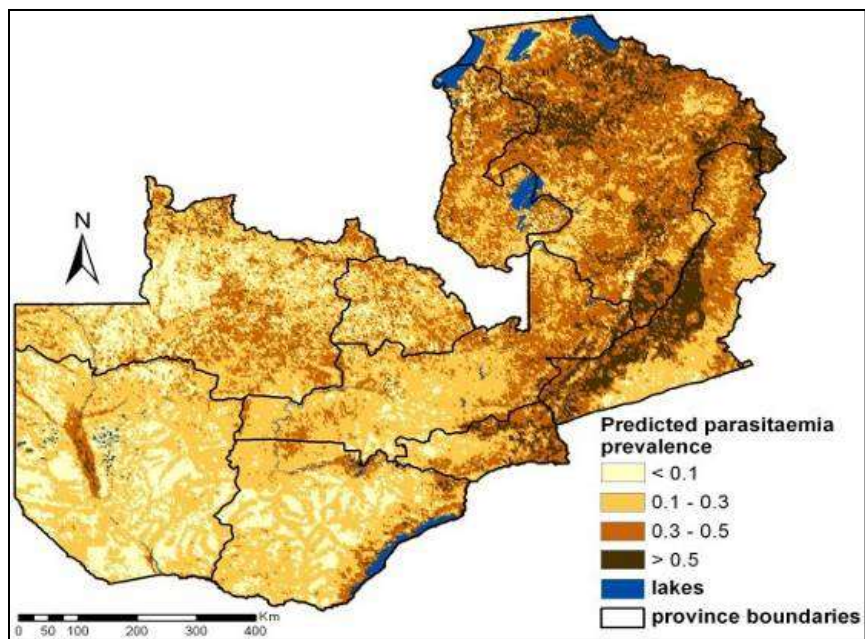 N
Predicted parasitaemia
prevalence
< 0.1
0.1 - 0.3
0.3 - 0.5
> 0.5
lakes
province boundaries
Km
0 50 100 200 300 400